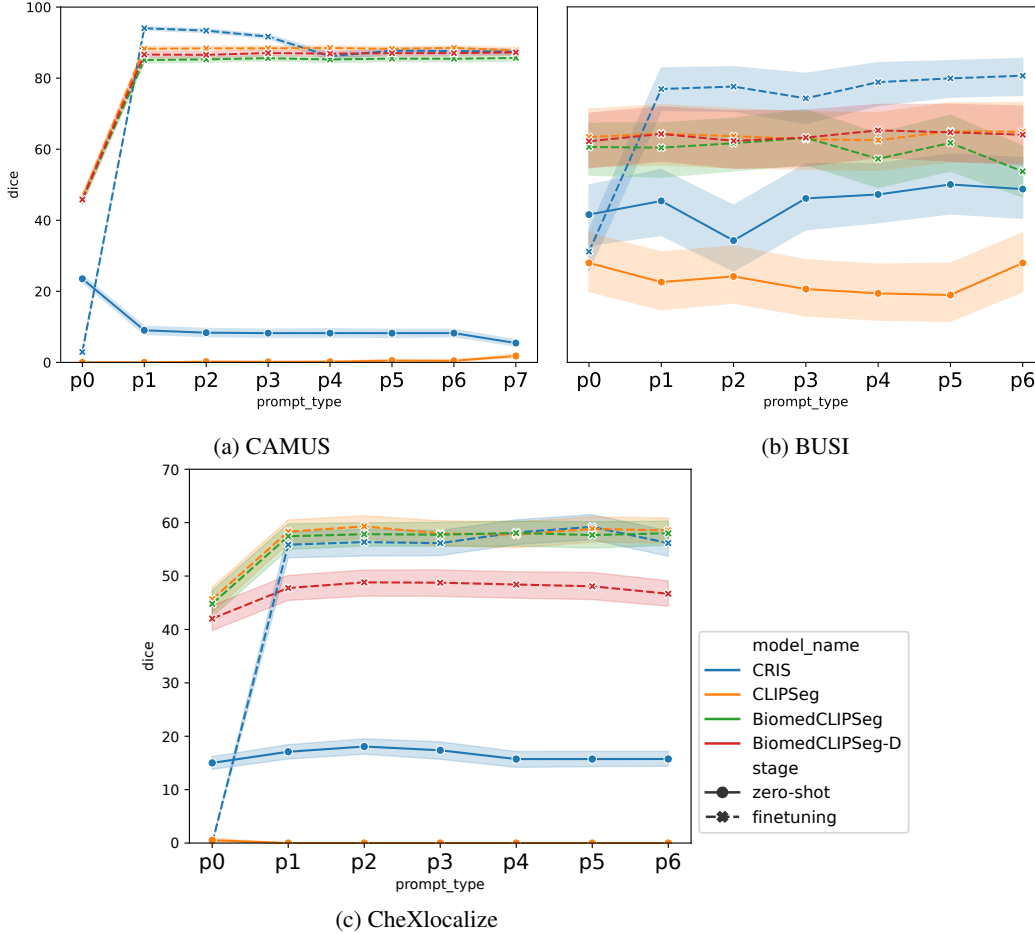 100
80
60
40
20
0
dice
p0 p1 p2 p3 p4 p5 p6 p7
prompt_type
(a) CAMUS
p0 p1 p2 p3 p4 p5 p6
prompt_type
(b) BUSI
70
60
50
40
30
20
10
0
dice
p0 p1 p2 p3 p4 p5 p6
prompt_type
(c) CheXlocalize
model_name
CRIS
CLIPSeg
BiomedCLIPSeg
BiomedCLIPSeg-D
stage
zero-shot
finetuning